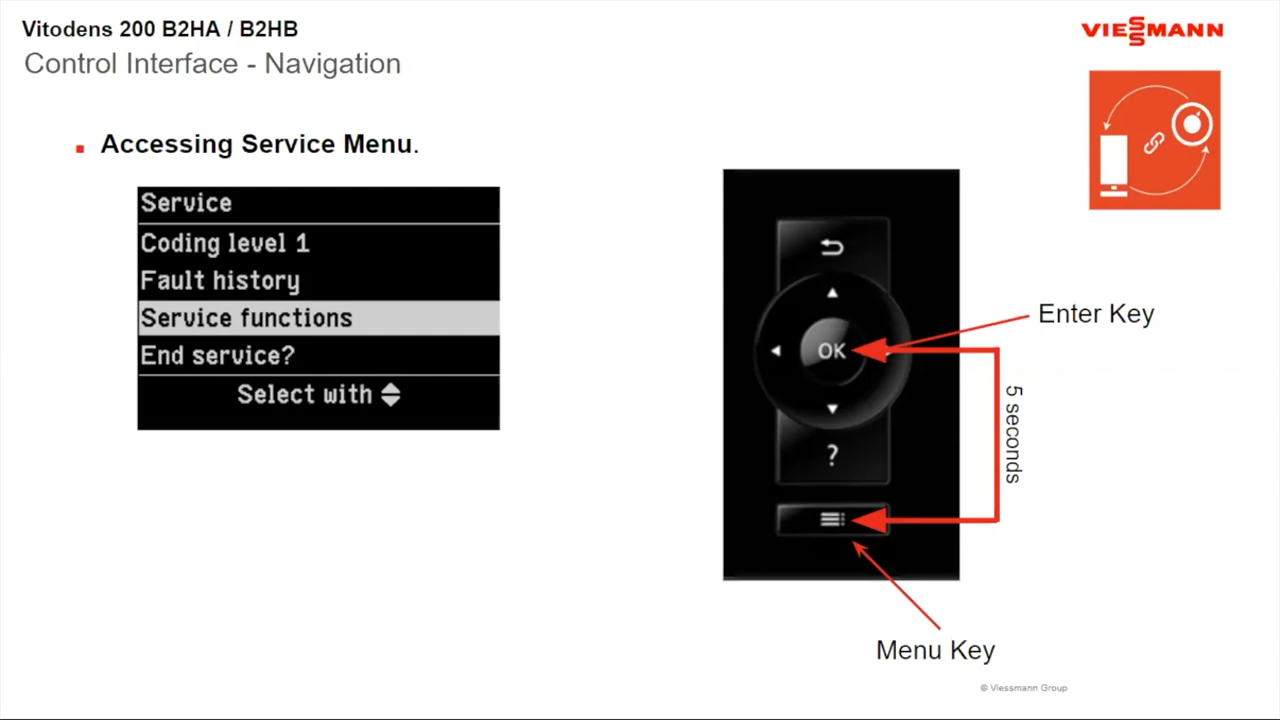 Vitodens 200 B2HA / B2HB
VIESSMANN
Control Interface - Navigation
Accessing Service Menu.
Service
Coding level 1
Fault history
Service functions
End service?
Select with
OK
?
Enter Key
5 seconds
Menu Key
© Viessmann Group